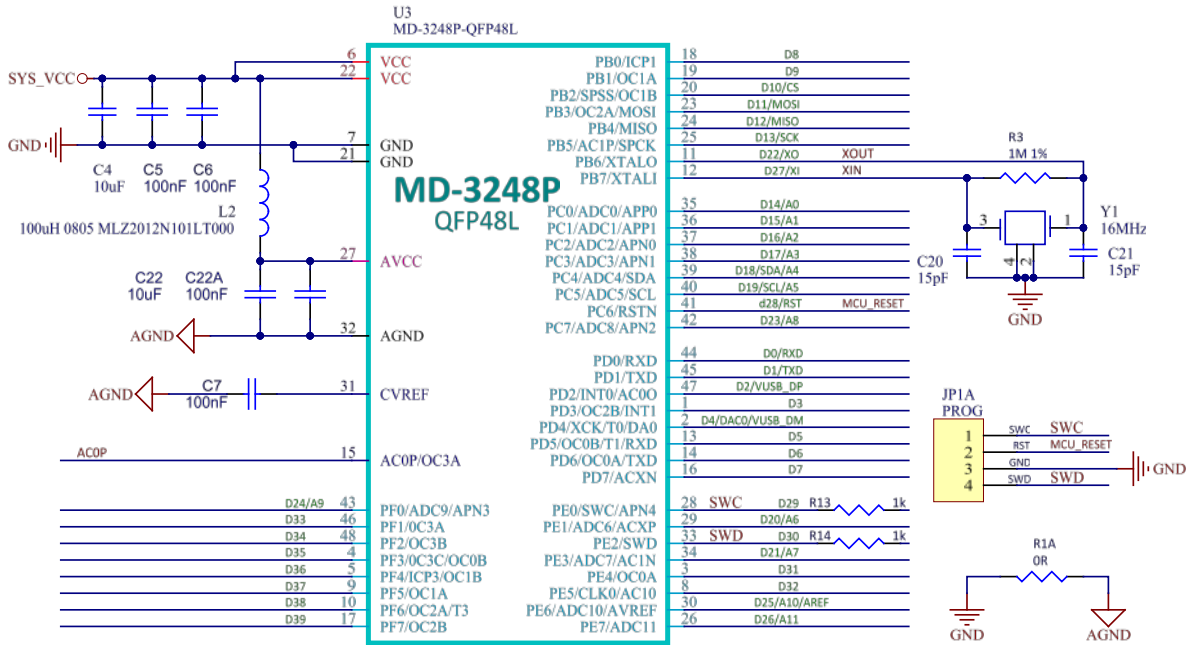 U3
MD-3248P-QFP48L
SYS_VCC
6 VCC
22 VCC
GND
7 GND
21 GND
C4
10uF
C5
100nF
C6
100nF
L2
100uH 0805 MLZ2012N101LT000
27 AVCC
C22
10uF
C22A
100nF
AGND
32 AGND
AGND
C7
100nF
31 CVREF
AC0P 15 AC0P/OC3A
D24/A9 43 PF0/ADC9/APN3
D33 46 PF1/0C3A
D34 48 PF2/OC3B
D35 4 PF3/0C3C/OC0B
D36 5 PF4/ICP3/OC1B
D37 9 PF5/OC1A
D38 10 PF6/OC2A/T3
D39 17 PF7/OC2B
MD-3248P
QFP48L
PB0/ICP1 18 D8
PB1/OC1A 19 D9
PB2/SPSS/OC1B 20 D10/CS
PB3/OC2A/MOSI 23 D11/MOSI
PB4/MISO 24 D12/MISO
PB5/AC1P/SPCK 25 D13/SCK
PB6/XTALO 11 D22/XO XOUT
PB7/XTALI 12 D27/XI XIN
PC0/ADC0/APP0 35 D14/A0
PC1/ADC1/APP1 36 D15/A1
PC2/ADC2/APN0 37 D16/A2
PC3/ADC3/APN1 38 D17/A3
PC4/ADC4/SDA 39 D18/SDA/A4
PC5/ADC5/SCL 40 D19/SCL/A5
PC6/RSTN 41 d28/RST MCU_RESET
PC7/ADC8/APN2 42 D23/A8
PD0/RXD 44 D0/RXD
PD1/TXD 45 D1/TXD
PD2/INT0/AC0O 47 D2/VUSB_DP
PD3/OC2B/INT1 1 D3
PD4/XCK/T0/DA0 2 D4/DAC0/VUSB_DM
PD5/OC0B/T1/RXD 13 D5
PD6/OC0A/TXD 14 D6
PD7/ACXN 16 D7
PE0/SWC/APN4 28 SWC D29 R13 1k
PE1/ADC6/ACXP 29 D20/A6
PE2/SWD 33 SWD D30 R14 1k
PE3/ADC7/AC1N 34 D21/A7
PE4/OC0A 3 D31
PE5/CLK0/AC10 8 D32
PE6/ADC10/AVREF 30 D25/A10/AREF
PE7/ADC11 26 D26/A11
R3
1M 1%
3
1
4
2
Y1
16MHz
C20
15pF
C21
15pF
GND
JP1A
PROG
1 SWC SWC
2 RST MCU_RESET
3 GND GND
4 SWD SWD
R1A
0R
GND
AGND